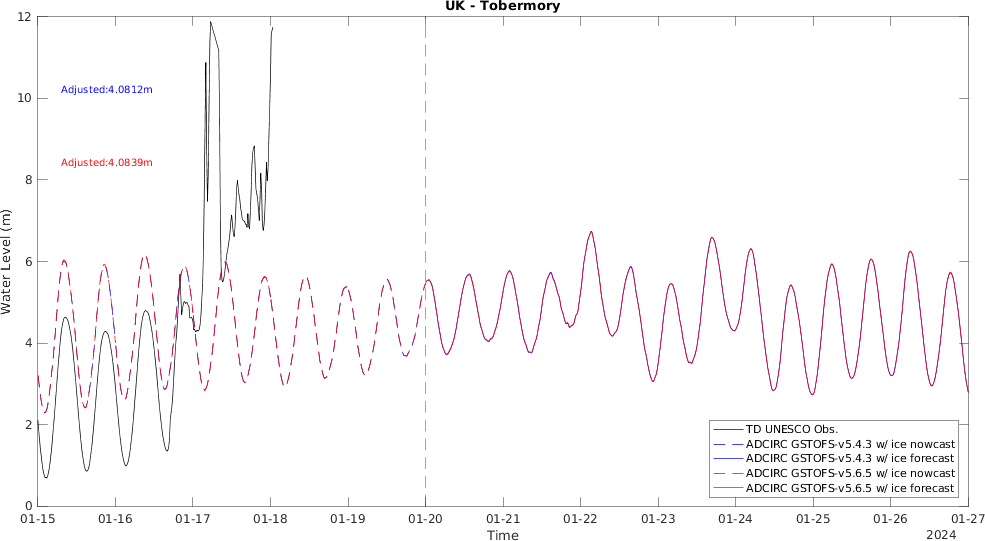 UK - Tobermory
12
10
8
6
4
2
0
Water Level (m)
Adjusted:4.0812m
Adjusted:4.0839m
TD UNESCO Obs.
ADCIRC GSTOFS-v5.4.3 w/ ice nowcast
ADCIRC GSTOFS-v5.4.3 w/ ice forecast
ADCIRC GSTOFS-v5.6.5 w/ ice nowcast
ADCIRC GSTOFS-v5.6.5 w/ ice forecast
01-15 01-16 01-17 01-18 01-19 01-20 01-21 01-22 01-23 01-24 01-25 01-26 01-27
Time
2024